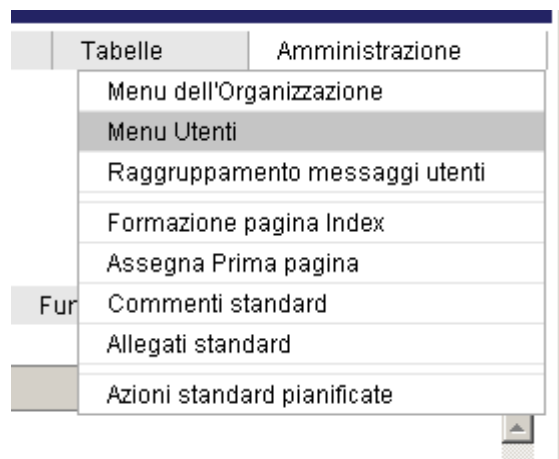 Tabelle Amministrazione
Menu dell'Organizzazione
Menu Utenti
Raggruppamento messaggi utenti
Formazione pagina Index
Assegna Prima pagina
Fur Commenti standard
Allegati standard
Azioni standard pianificate